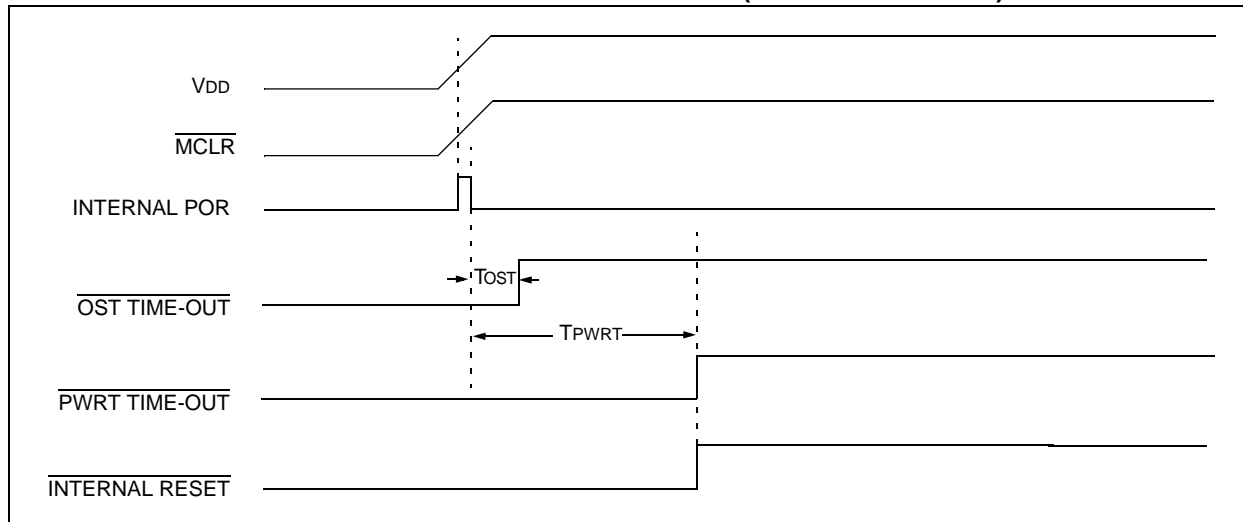 VDD
MCLR
INTERNAL POR
TOST
OST TIME-OUT
TPWRT
PWRT TIME-OUT
INTERNAL RESET